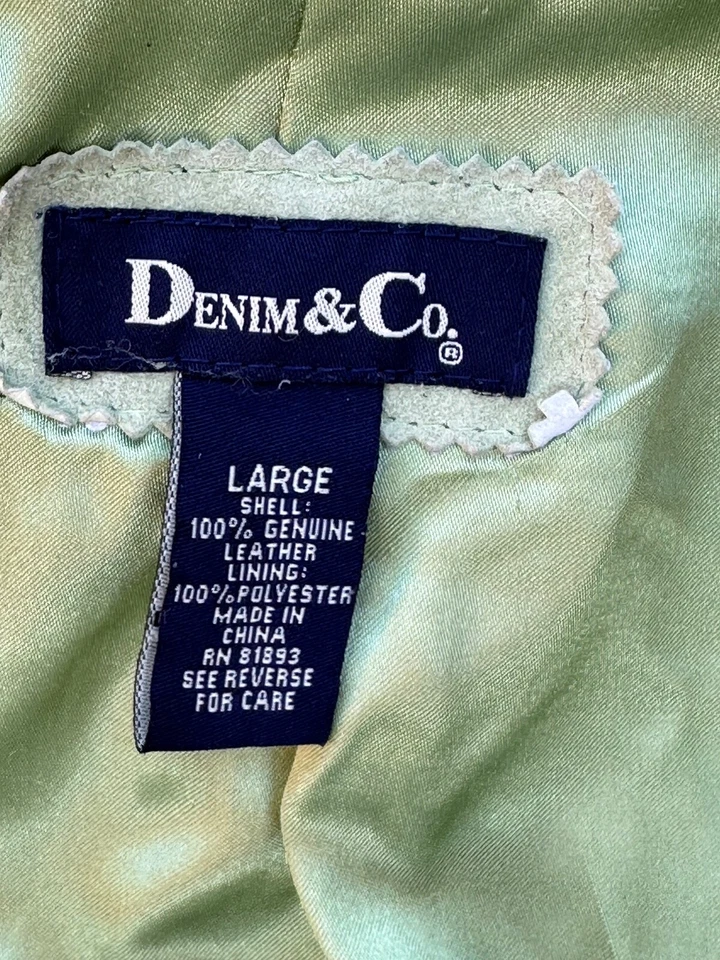 DENIM & CO.®
LARGE
SHELL:
100% GENUINE
LEATHER
LINING:
100% POLYESTER
MADE IN
CHINA
RN 81893
SEE REVERSE
FOR CARE